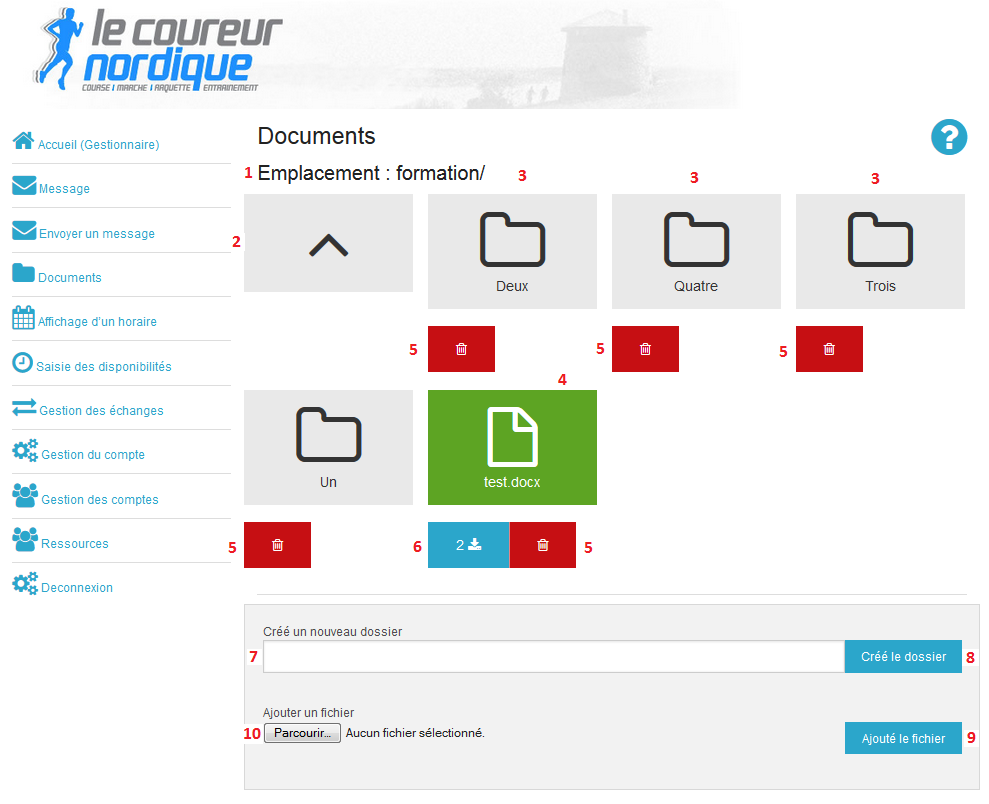 le coureur
nordique
COURSE | MARCHE | RAQUETTE | ENTRAINEMENT
Accueil (Gestionnaire)
Message
Envoyer un message
Documents
Affichage d'un horaire
Saisie des disponibilités
Gestion des échanges
Gestion du compte
Gestion des comptes
Ressources
Deconnexion
Documents
?
1 Emplacement : formation/
3 3 3
2
Deux Quatre Trois
5 5 5
4
Un test.docx
5 6 2 5
Créé un nouveau dossier
7 Créé le dossier 8
Ajouter un fichier
10 Parcourir... Aucun fichier sélectionné. Ajouté le fichier 9